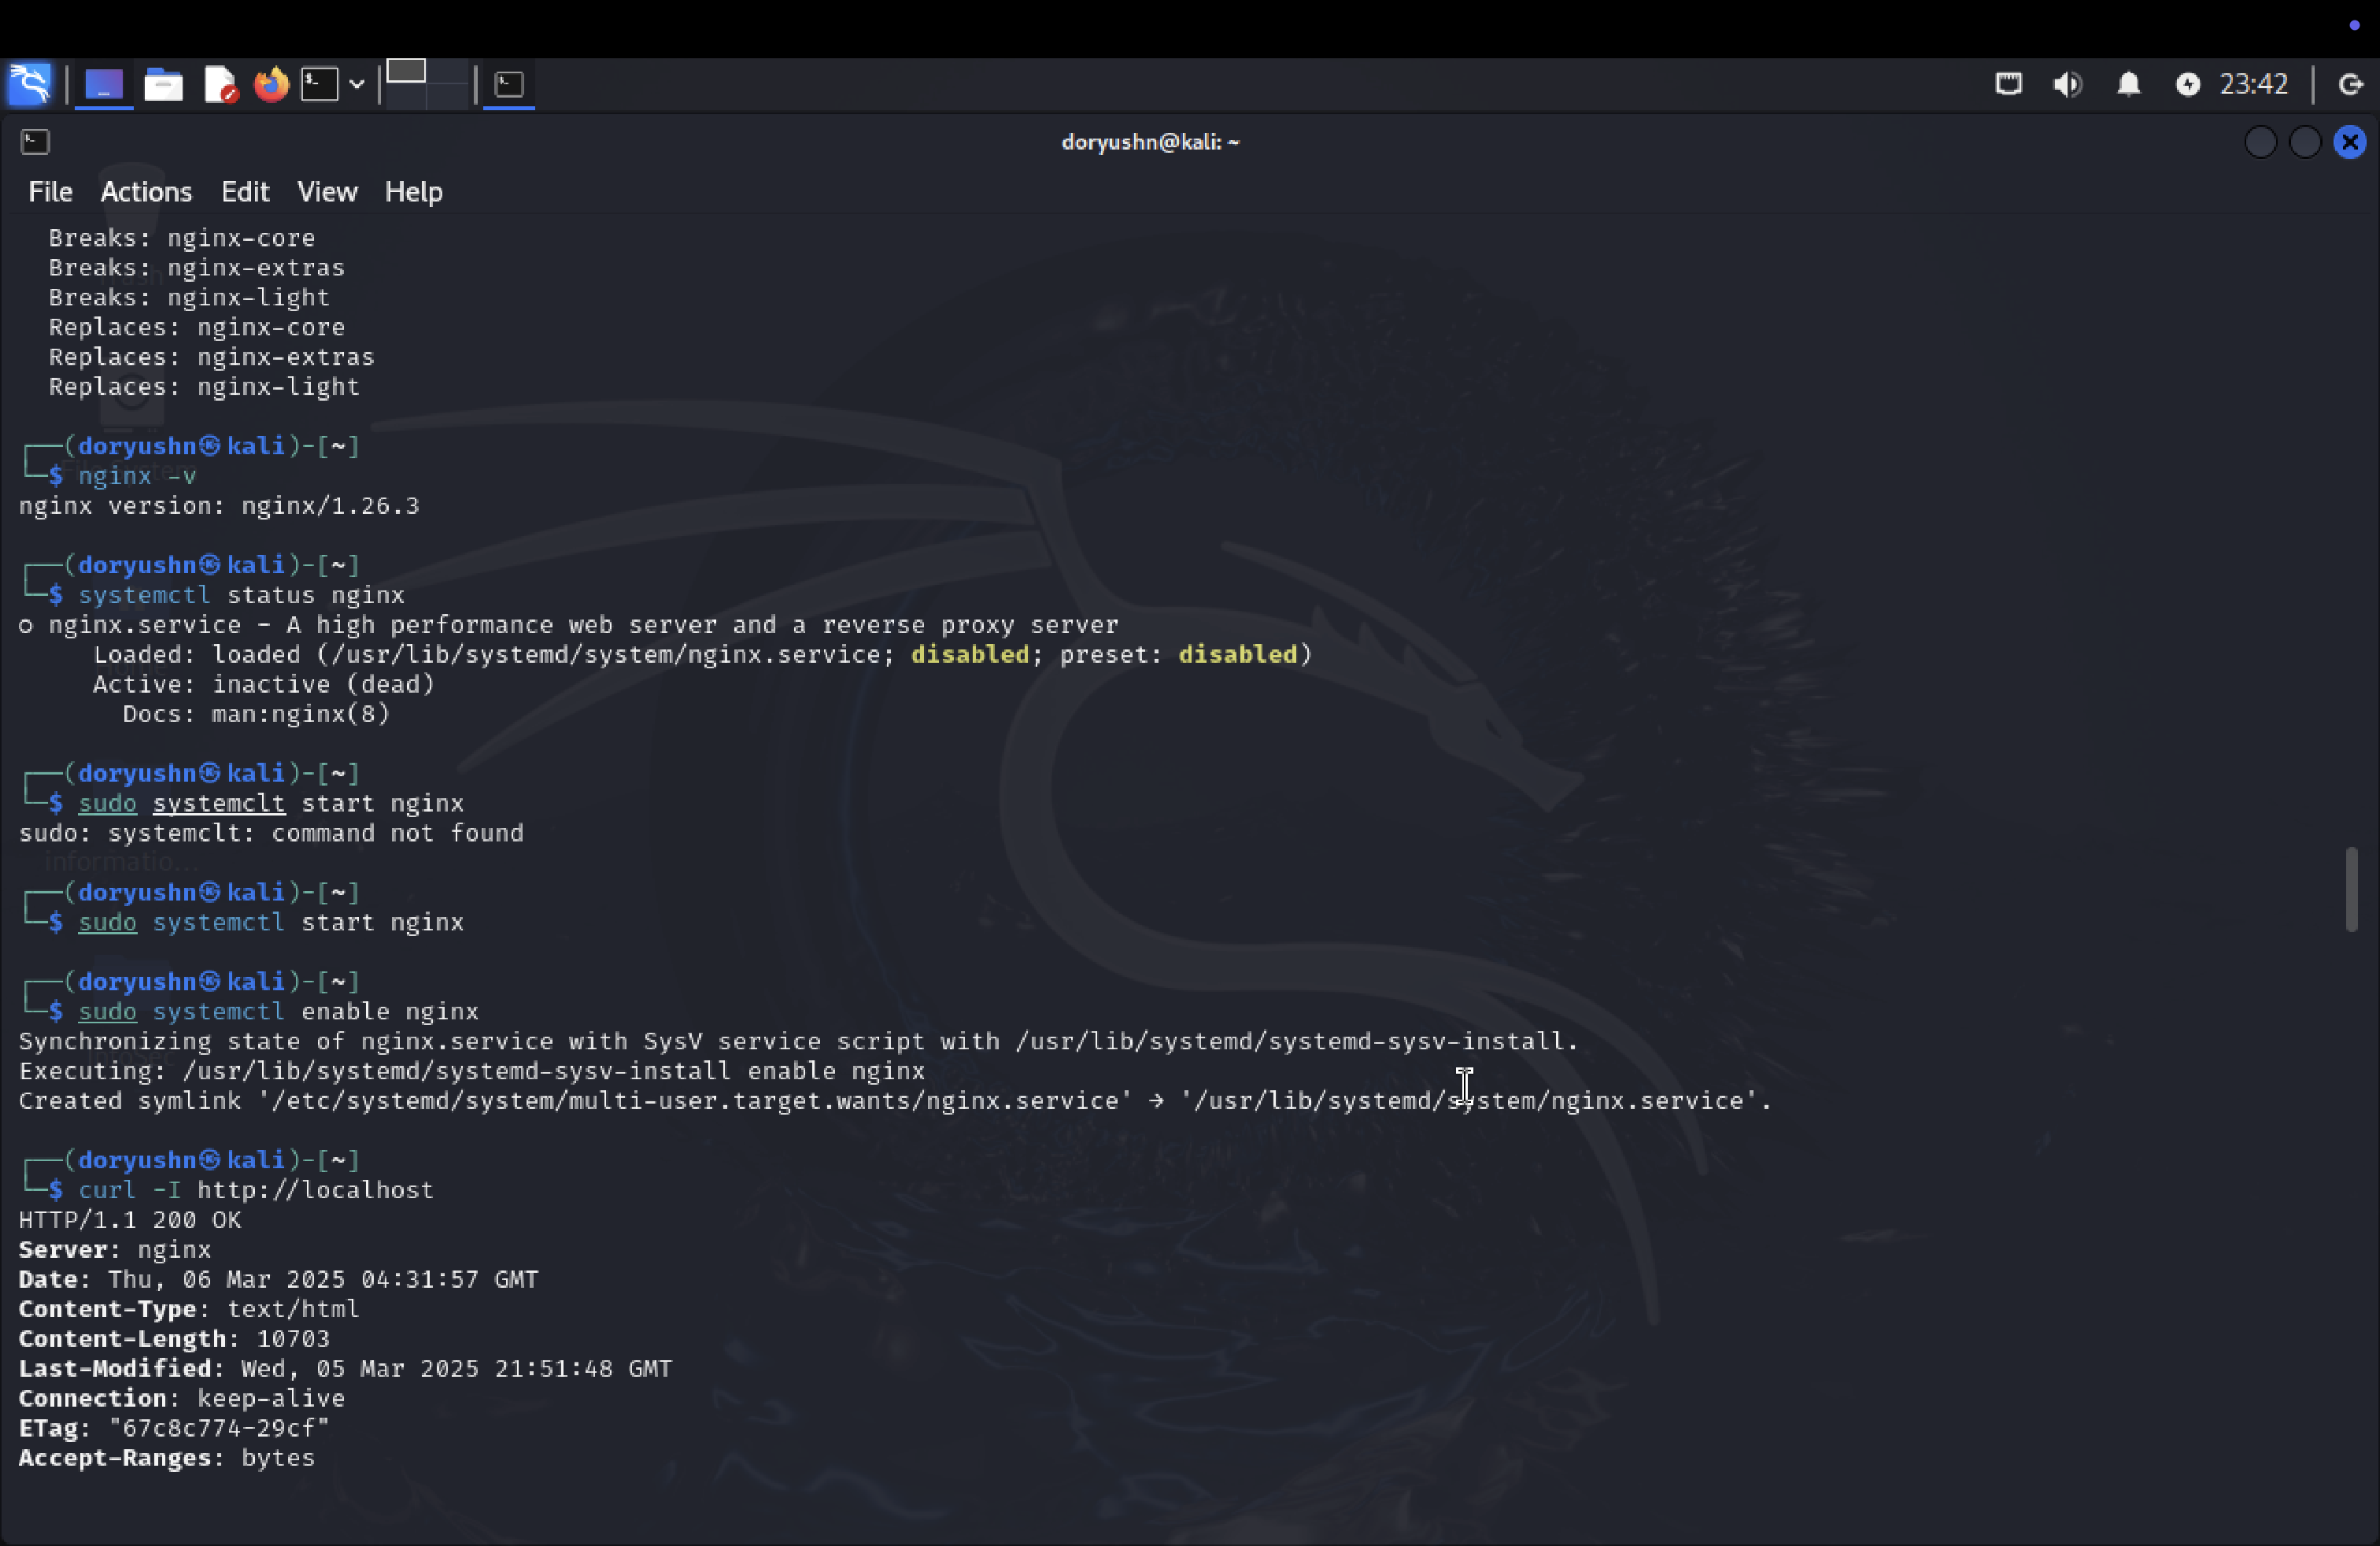 23:42
doryushn@kali: ~
File Actions Edit View Help
Breaks: nginx-core
Breaks: nginx-extras
Breaks: nginx-light
Replaces: nginx-core
Replaces: nginx-extras
Replaces: nginx-light
┌──(doryushn㉿kali)-[~]
└─$ nginx -v
nginx version: nginx/1.26.3
┌──(doryushn㉿kali)-[~]
└─$ systemctl status nginx
○ nginx.service - A high performance web server and a reverse proxy server
Loaded: loaded (/usr/lib/systemd/system/nginx.service; disabled; preset: disabled)
Active: inactive (dead)
Docs: man:nginx(8)
┌──(doryushn㉿kali)-[~]
└─$ sudo systemclt start nginx
sudo: systemclt: command not found
informatio...
┌──(doryushn㉿kali)-[~]
└─$ sudo systemctl start nginx
┌──(doryushn㉿kali)-[~]
└─$ sudo systemctl enable nginx
Synchronizing state of nginx.service with SysV service script with /usr/lib/systemd/systemd-sysv-install.
Executing: /usr/lib/systemd/systemd-sysv-install enable nginx
Created symlink '/etc/systemd/system/multi-user.target.wants/nginx.service' → '/usr/lib/systemd/system/nginx.service'.
┌──(doryushn㉿kali)-[~]
└─$ curl -I http://localhost
HTTP/1.1 200 OK
Server: nginx
Date: Thu, 06 Mar 2025 04:31:57 GMT
Content-Type: text/html
Content-Length: 10703
Last-Modified: Wed, 05 Mar 2025 21:51:48 GMT
Connection: keep-alive
ETag: "67c8c774-29cf"
Accept-Ranges: bytes